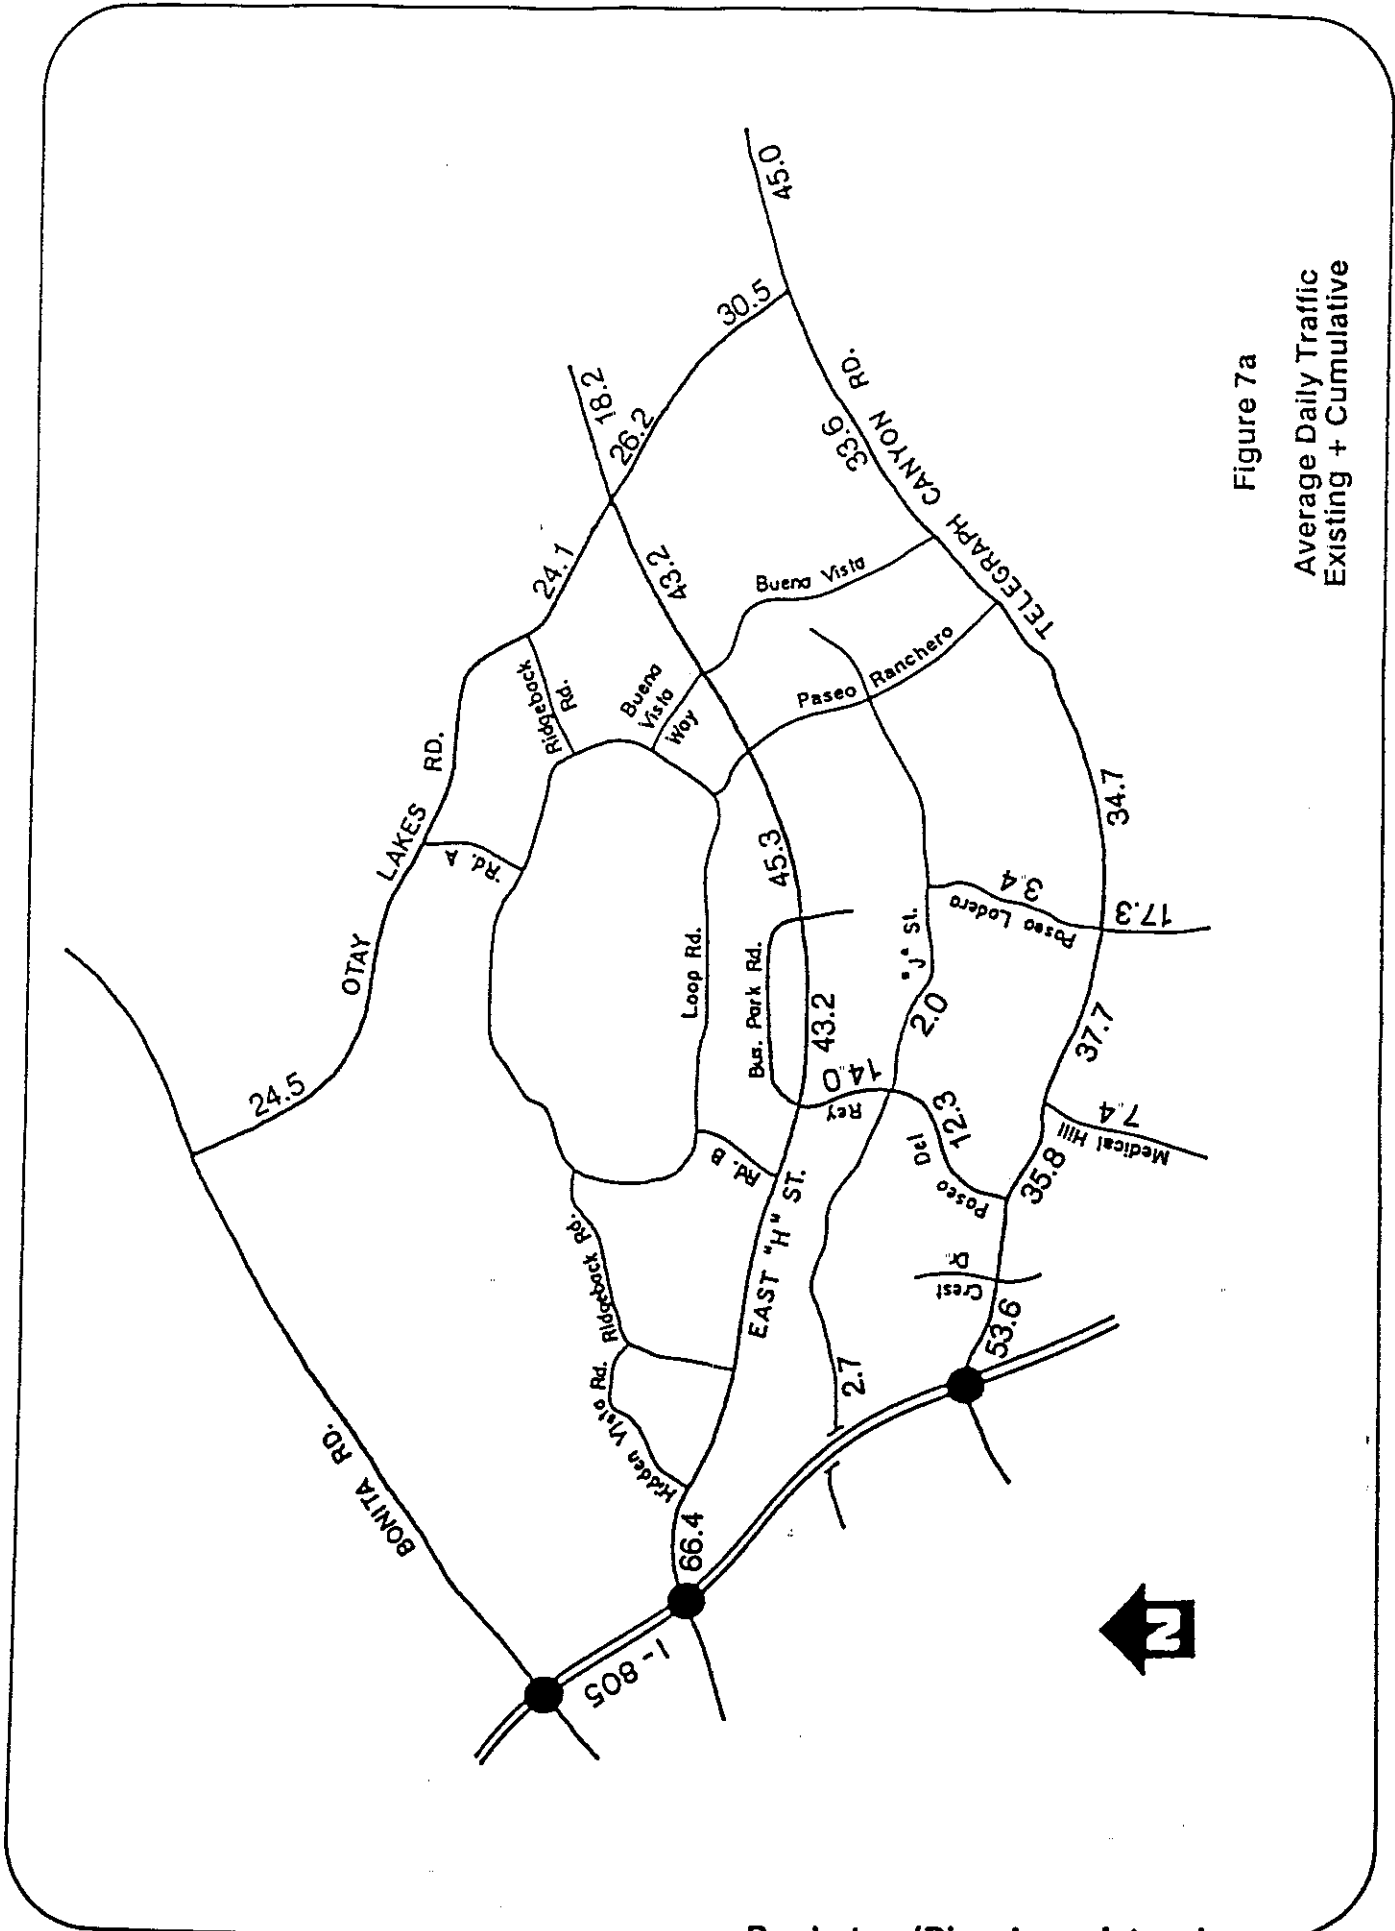 BONITA RD.
OTAY LAKES RD.
24.5
Rd. A
Ridgeback Rd.
24.1
18.2
26.2
30.5
45.0
Hidden Vista Rd.
Ridgeback Rd.
Loop Rd.
Buena Vista Way
43.2
Buena Vista
Rd. B
Bus. Park Rd.
45.3
Paseo Ranchero
33.6
TELEGRAPH CANYON RD.
I-805
66.4
EAST "H" ST.
43.2
Rey
14.0
2.7
"J" St.
2.0
Paseo Del
12.3
Paseo Ladera
3.4
34.7
Crest Dr.
53.6
35.8
37.7
17.3
Medical Hill
7.4
N
Figure 7a
Average Daily Traffic
Existing + Cumulative